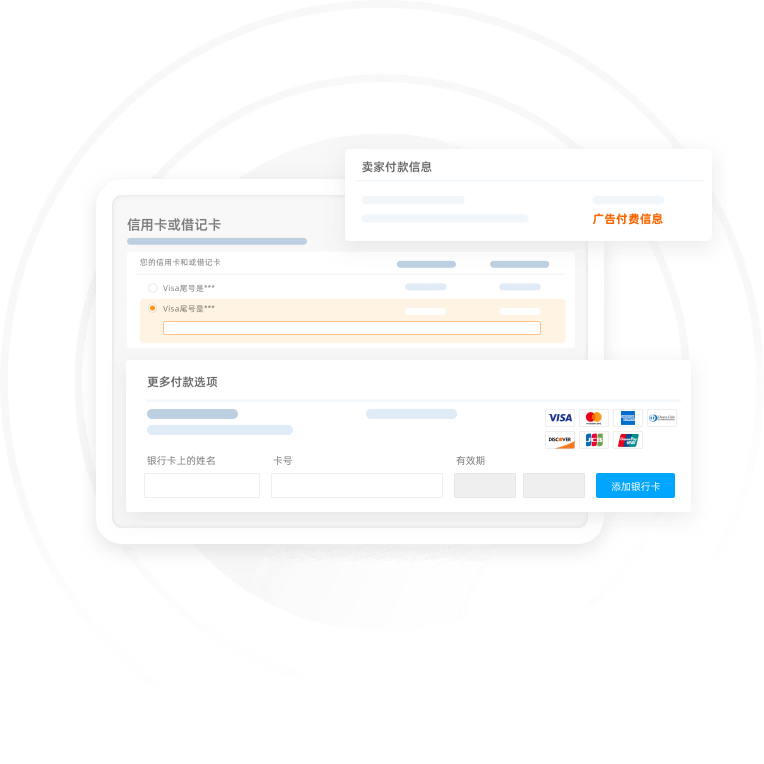 卖家付款信息
广告付费信息
信用卡或借记卡
您的信用卡和或借记卡
Visa尾号是***
Visa尾号是***
更多付款选项
VISA
DISCOVER
JCB
银行卡上的姓名
卡号
有效期
添加银行卡